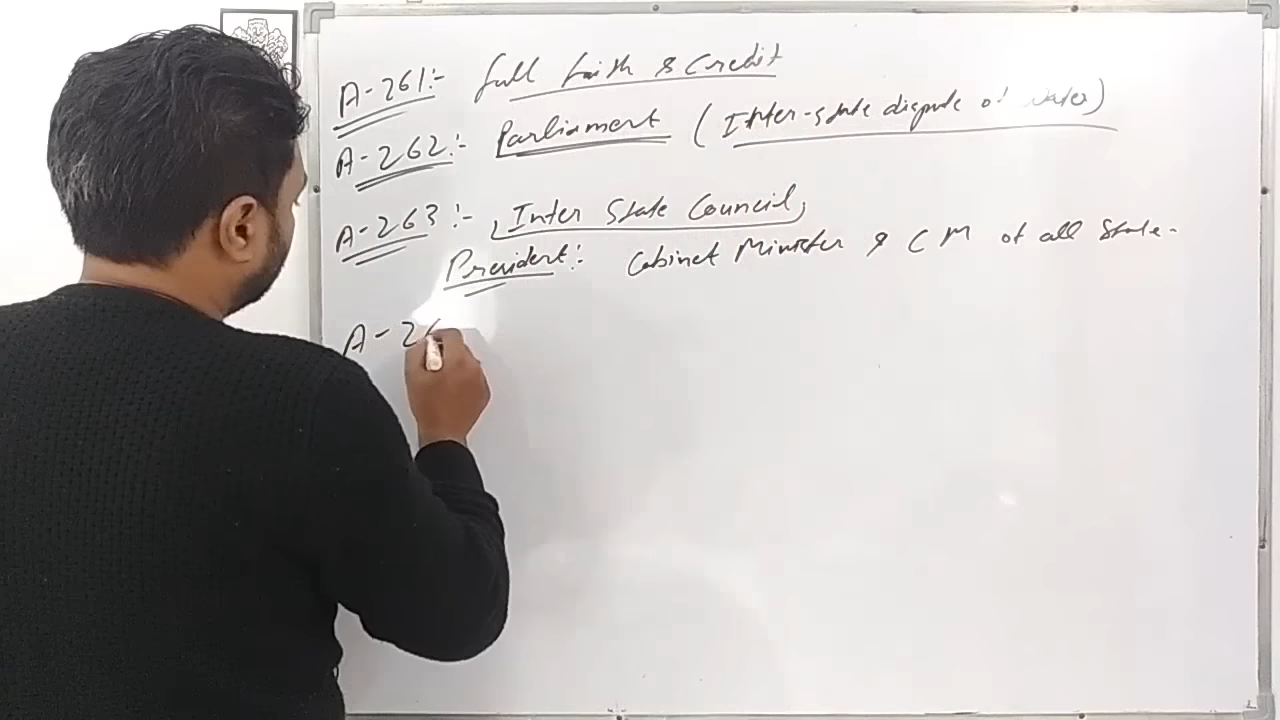 A-261:- full faith & Credit
A-262:- Parliament (Inter-state dispute of water)
A-263:- Inter State Council,
President:- Cabinet Minister & CM of all State.
A-26